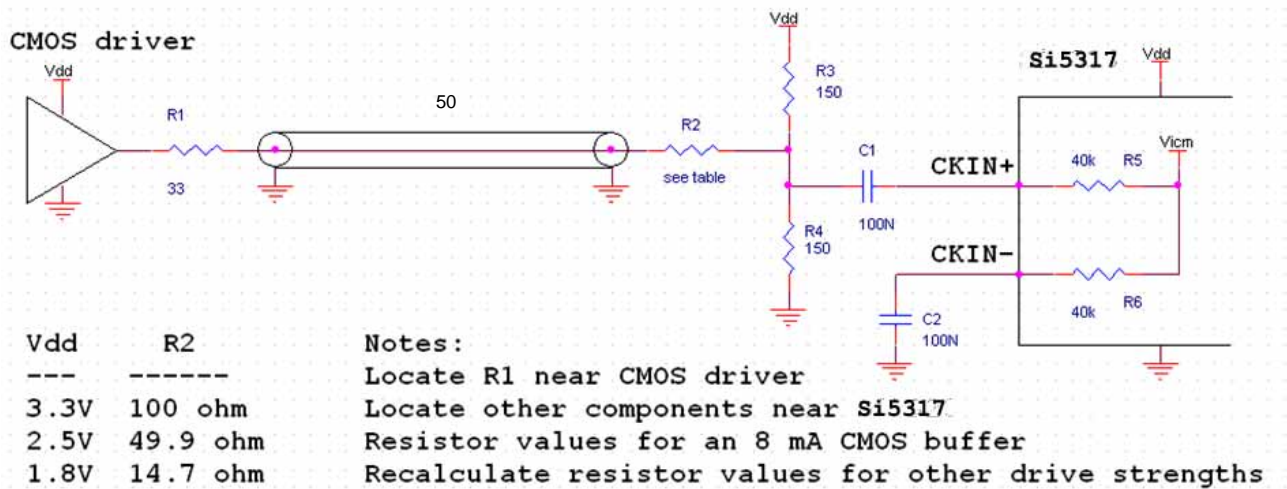 CMOS driver
Vdd
R1
33
50
R2
see table
Vdd
R3
150
R4
150
C1
100N
CKIN+
CKIN-
C2
100N
Si5317
Vdd
Vicm
40k R5
40k R6
Vdd R2
--- ------
3.3V 100 ohm
2.5V 49.9 ohm
1.8V 14.7 ohm
Notes:
Locate R1 near CMOS driver
Locate other components near Si5317
Resistor values for an 8 mA CMOS buffer
Recalculate resistor values for other drive strengths